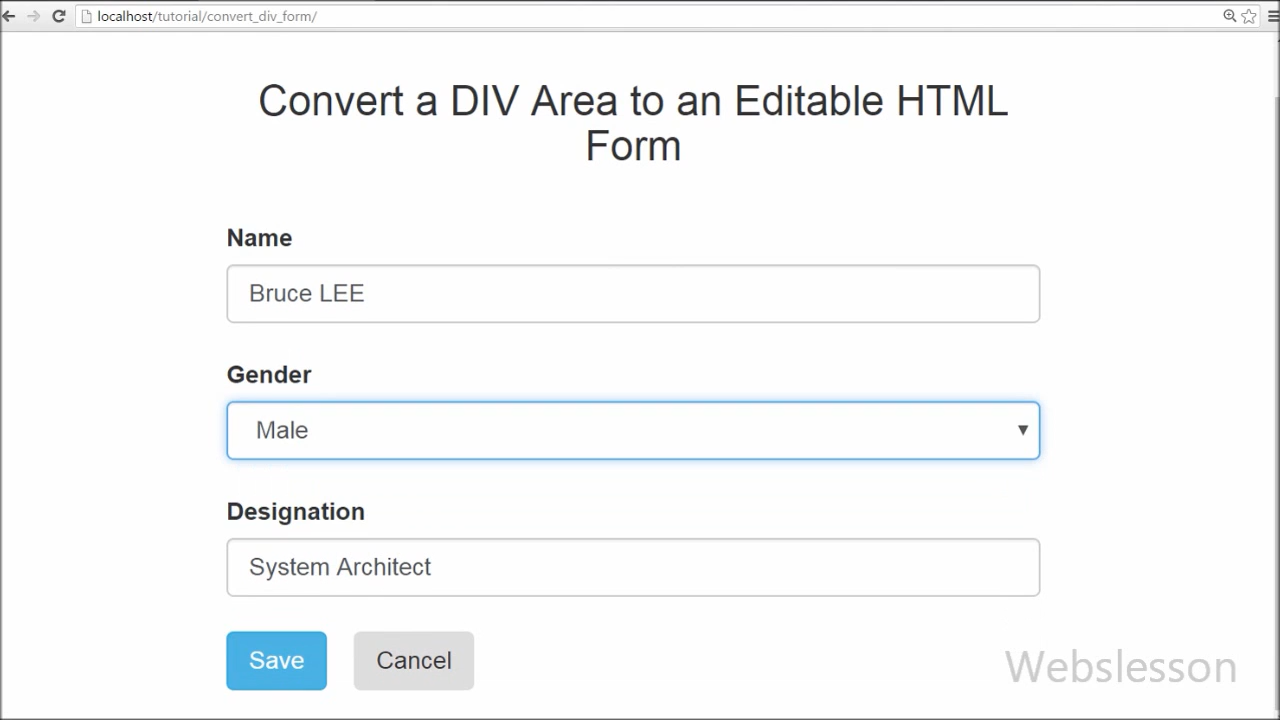 localhost/tutorial/convert_div_form/
Convert a DIV Area to an Editable HTML
Form
Name
Bruce LEE
Gender
Male
Designation
System Architect
Save Cancel
Webslesson